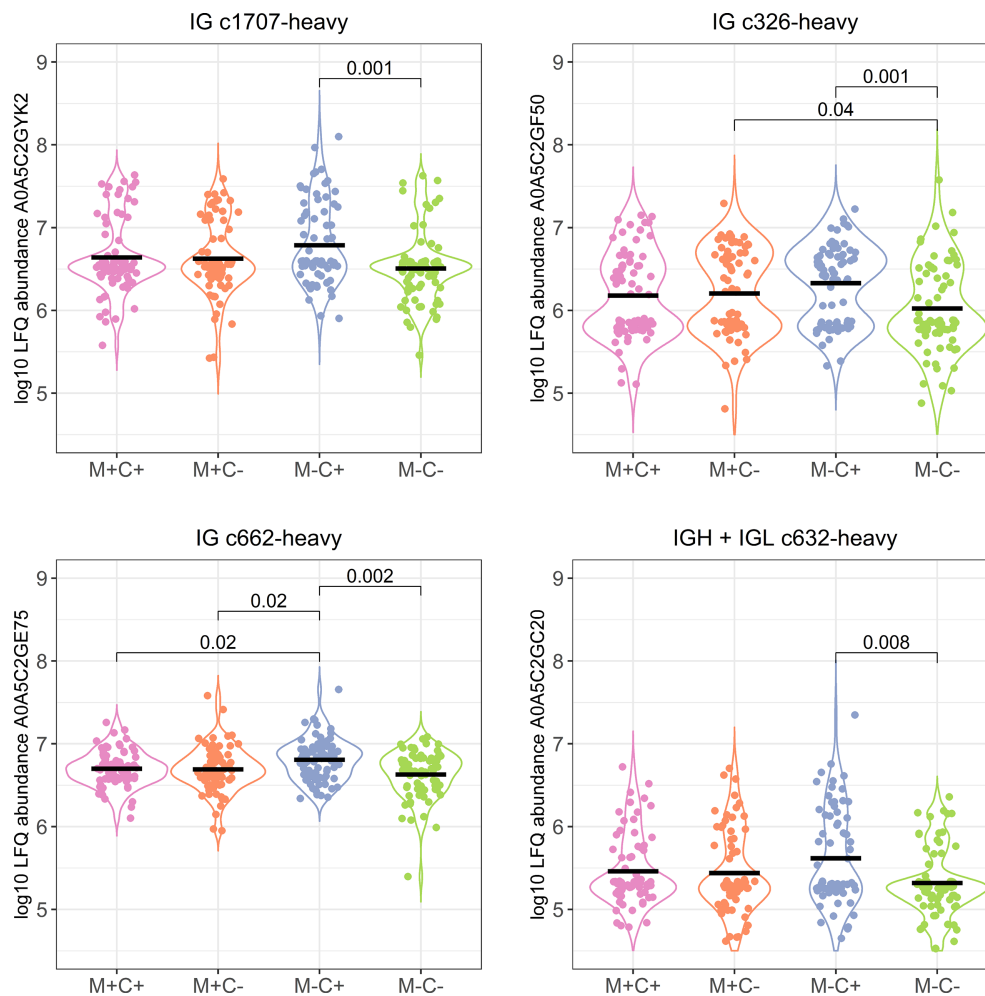 IG c1707-heavy
log10 LFQ abundance A0A5C2GYK2
9
8
7
6
5
0.001
M+C+ M+C- M-C+ M-C-
IG c326-heavy
log10 LFQ abundance A0A5C2GF50
9
8
7
6
5
0.001
0.04
M+C+ M+C- M-C+ M-C-
IG c662-heavy
log10 LFQ abundance A0A5C2GE75
9
8
7
6
5
0.002
0.02
0.02
M+C+ M+C- M-C+ M-C-
IGH + IGL c632-heavy
log10 LFQ abundance A0A5C2GC20
9
8
7
6
5
0.008
M+C+ M+C- M-C+ M-C-